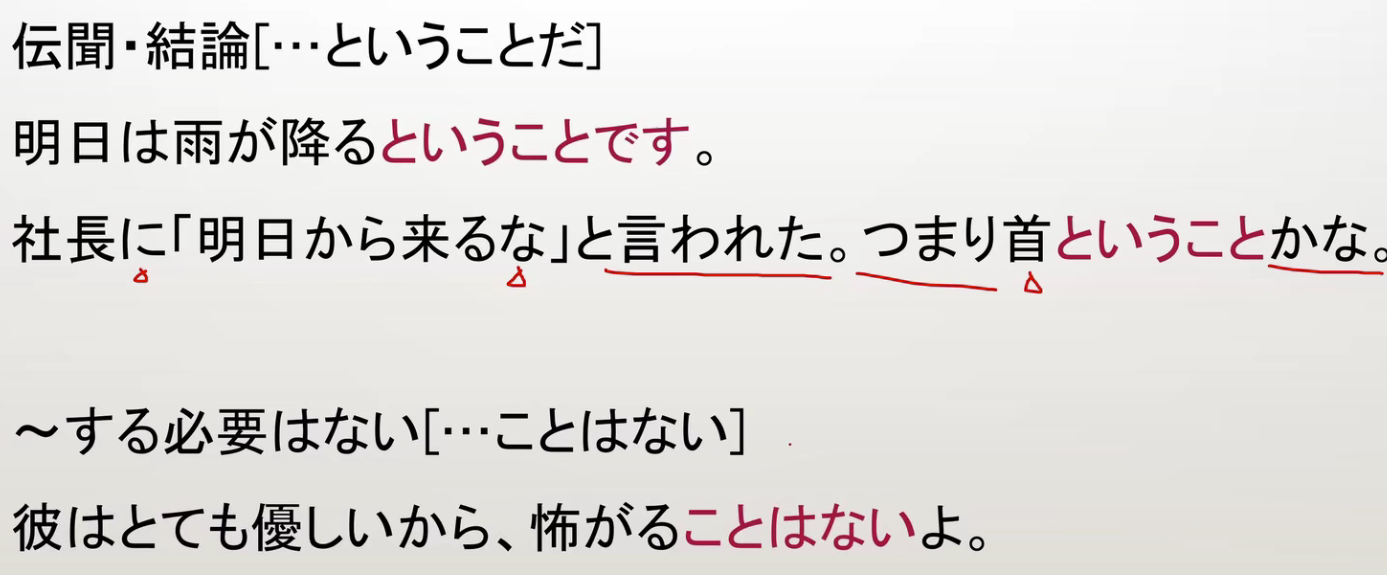 伝聞・結論[…ということだ]
明日は雨が降るということです。
社長に「明日から来るな」と言われた。つまり首ということかな。
～する必要はない[…ことはない]
彼はとても優しいから、怖がることはないよ。